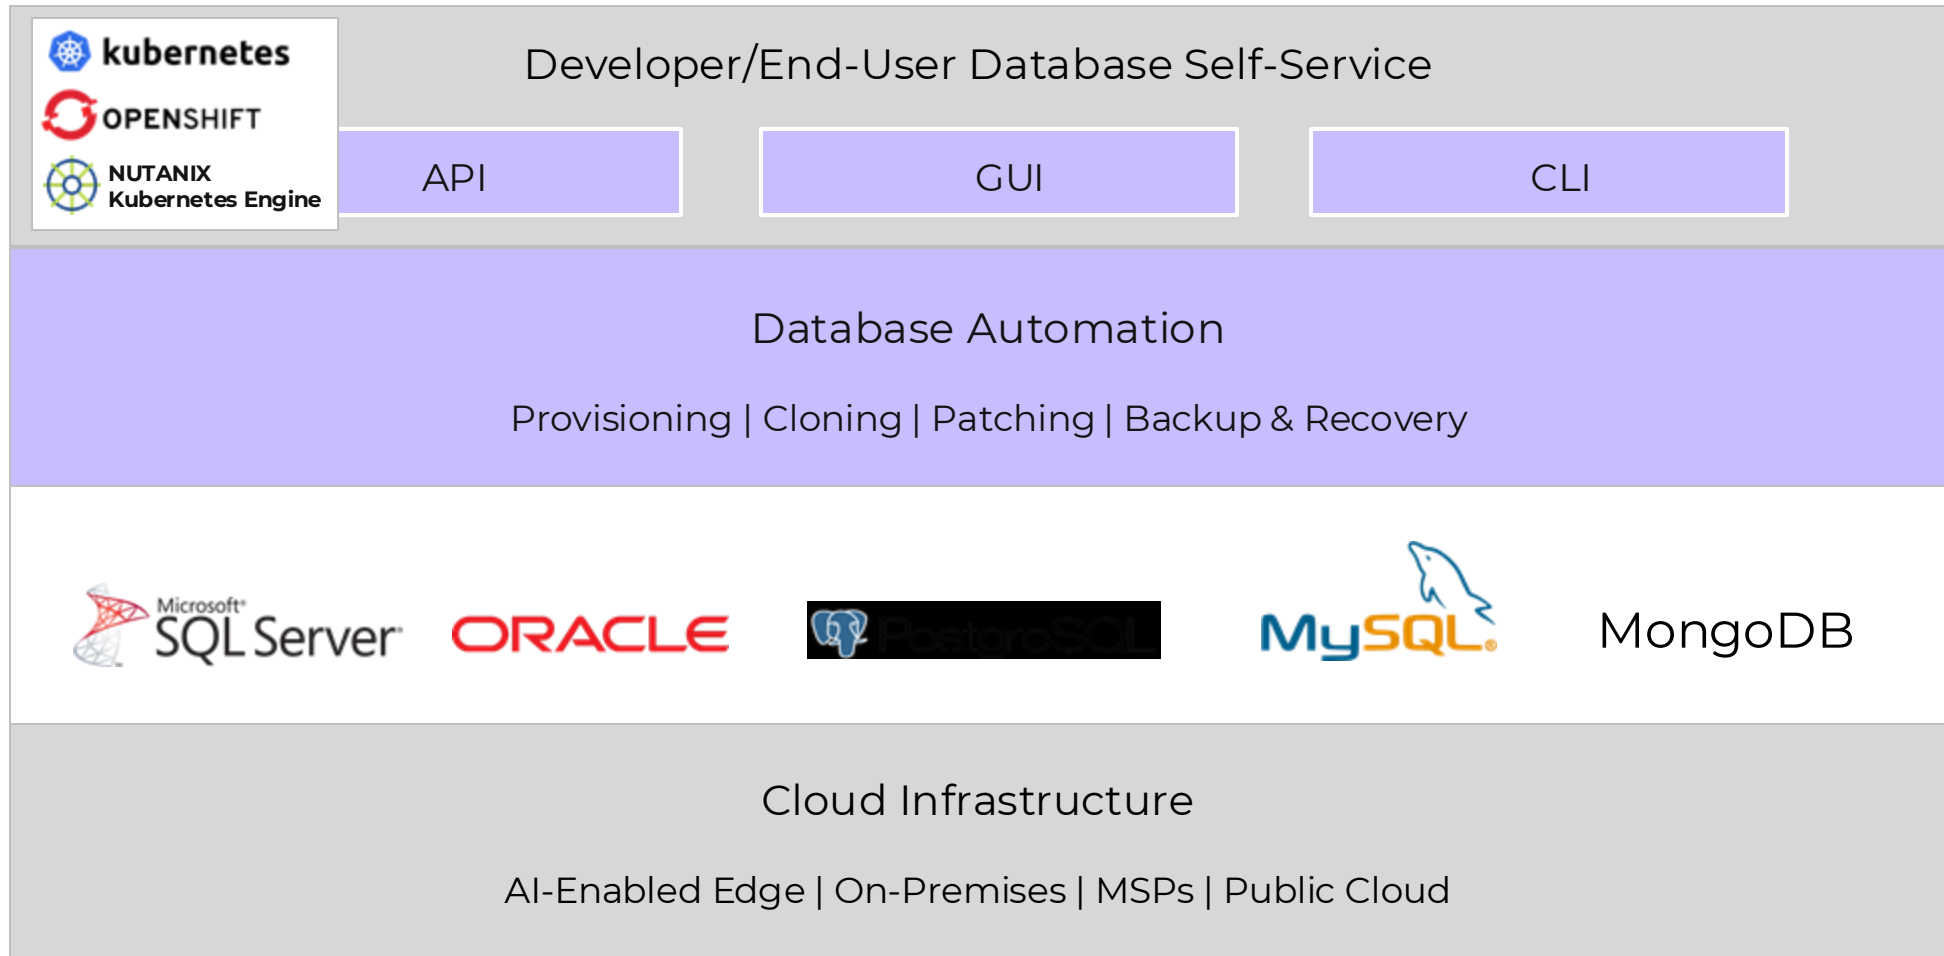 kubernetes
OPENSHIFT
NUTANIX
Kubernetes Engine
Developer/End-User Database Self-Service
API
GUI
CLI
Database Automation
Provisioning | Cloning | Patching | Backup & Recovery
Microsoft®
SQL Server®
ORACLE
PostgreSQL
MySQL®
MongoDB
Cloud Infrastructure
AI-Enabled Edge | On-Premises | MSPs | Public Cloud